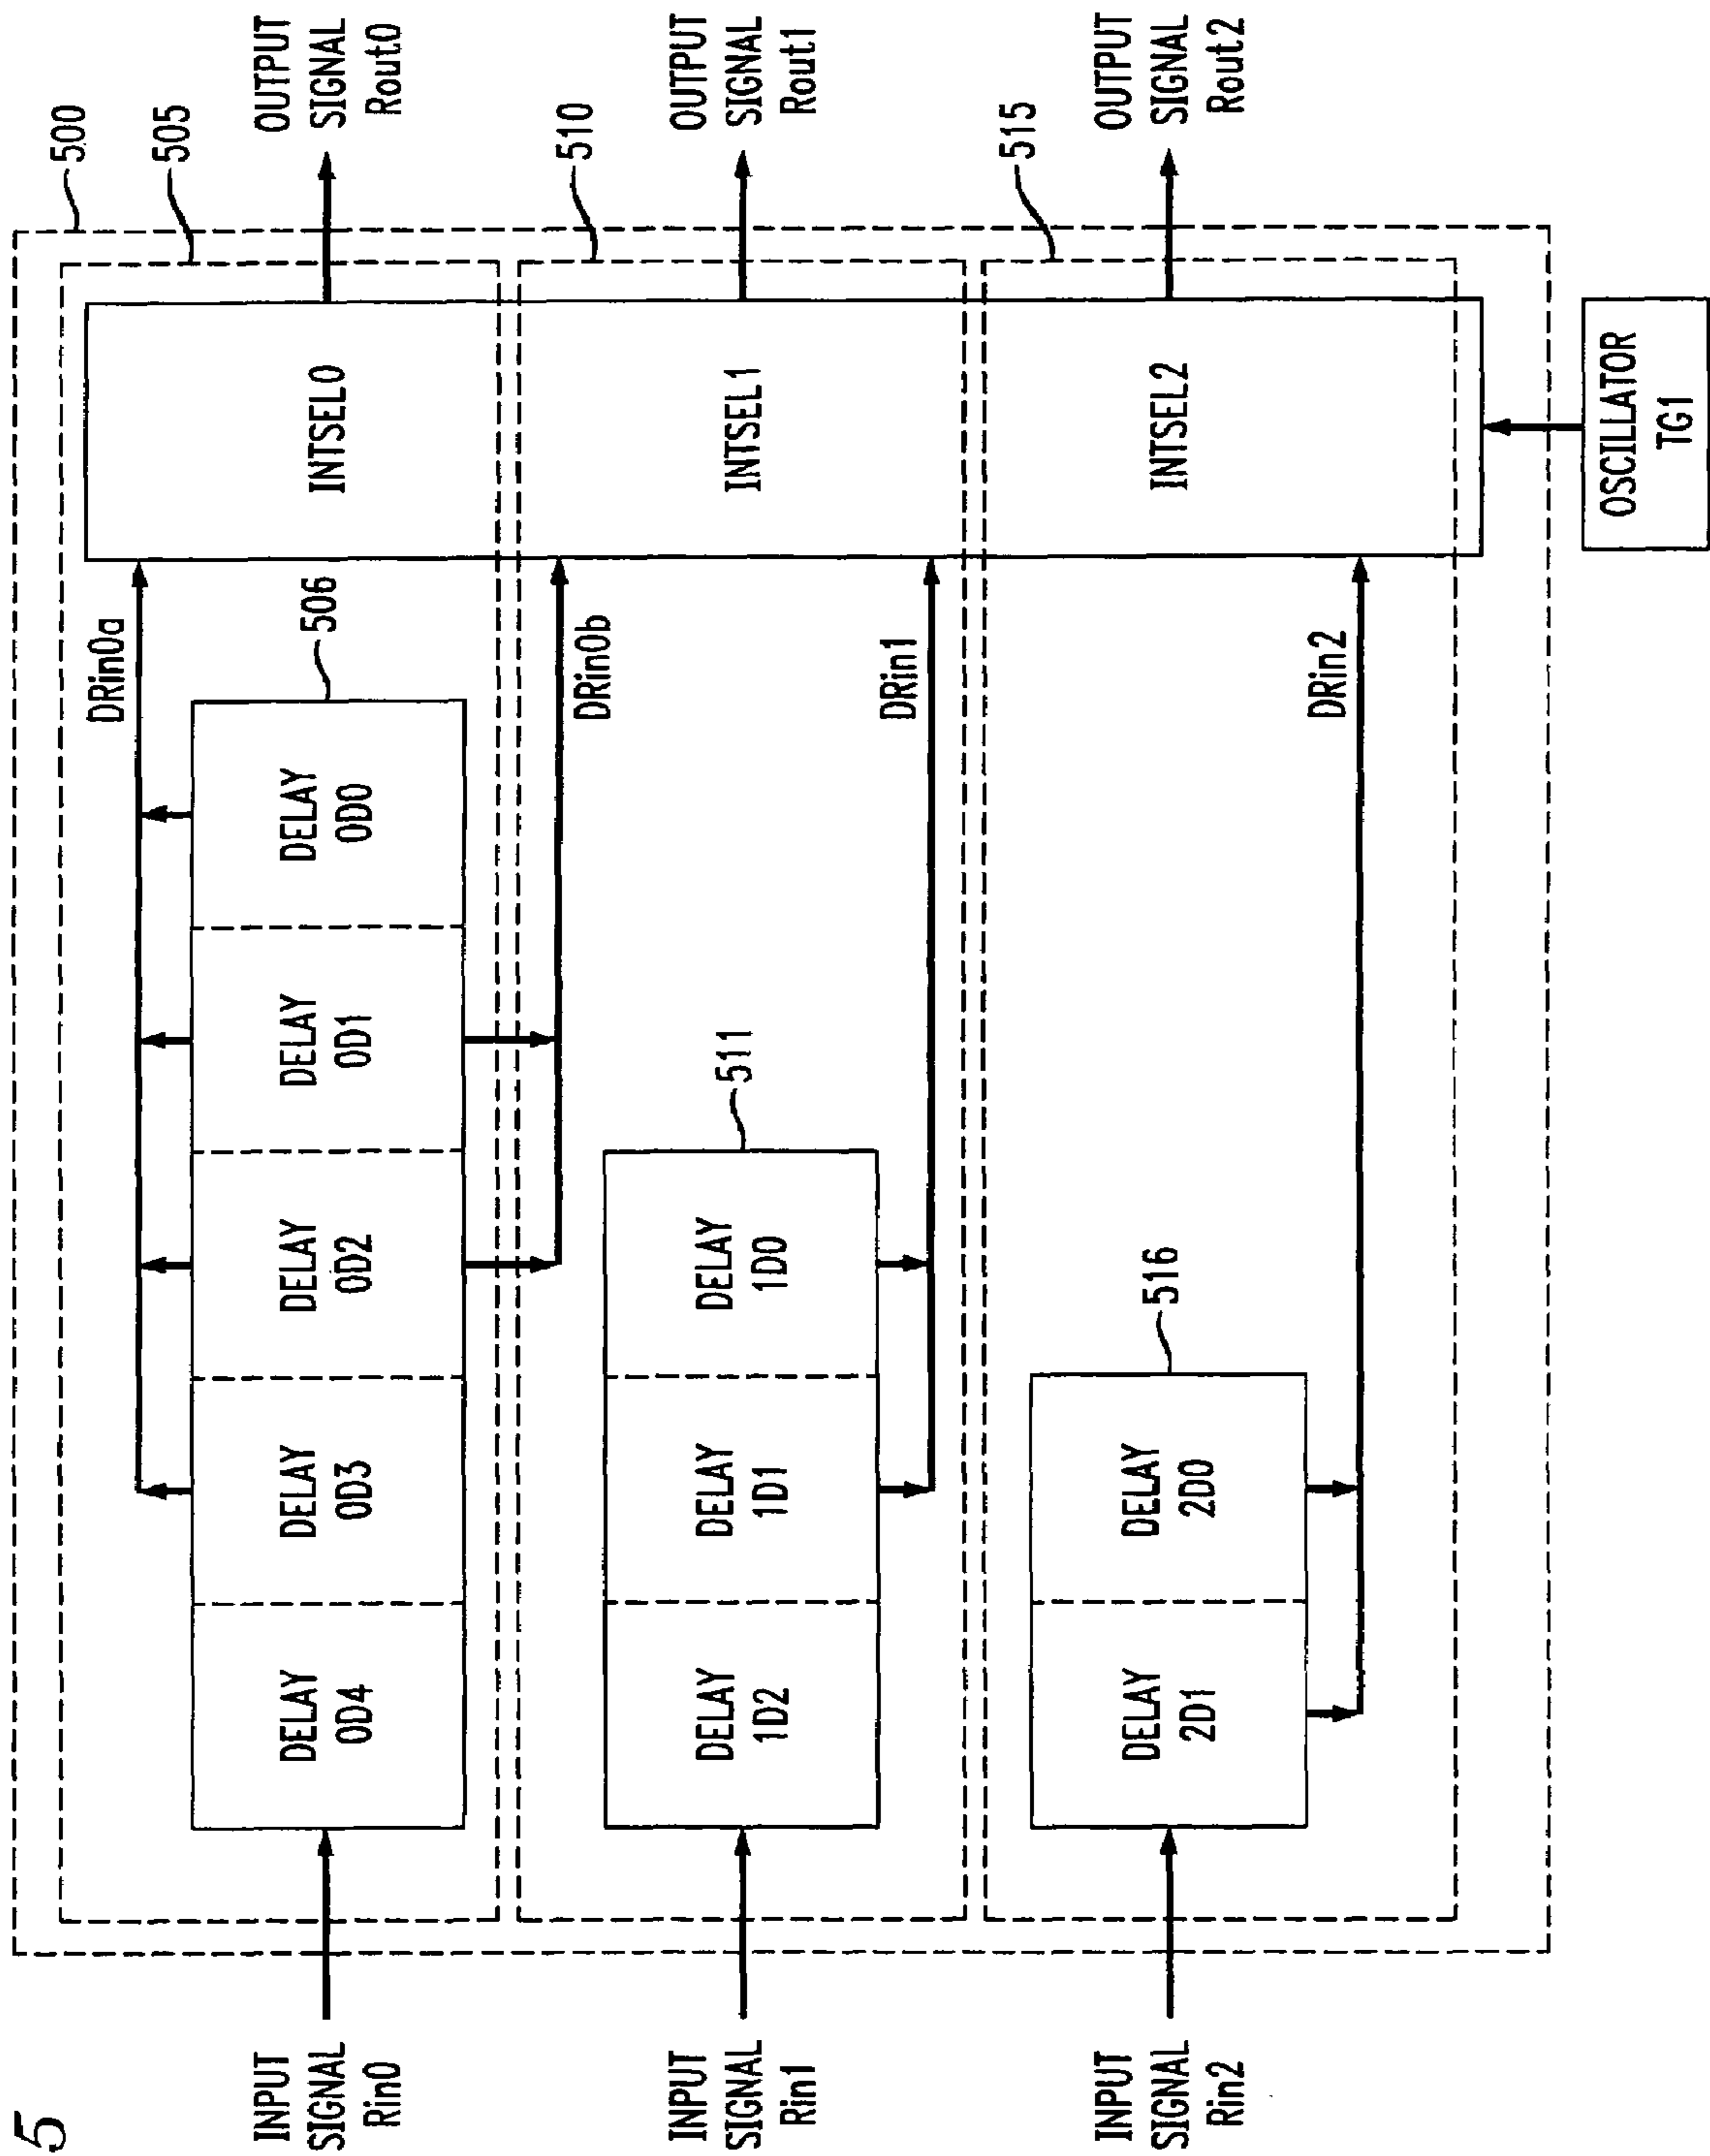 5
500
505
INPUT
SIGNAL
Rin0
DELAY
0D4
DELAY
0D3
DELAY
0D2
DELAY
0D1
DELAY
0D0
506
DRin0a
DRin0b
INTSEL0
OUTPUT
SIGNAL
Rout0
510
INPUT
SIGNAL
Rin1
DELAY
1D2
DELAY
1D1
DELAY
1D0
511
DRin1
INTSEL1
OUTPUT
SIGNAL
Rout1
515
INPUT
SIGNAL
Rin2
DELAY
2D1
DELAY
2D0
516
DRin2
INTSEL2
OUTPUT
SIGNAL
Rout2
OSCILLATOR
TG1